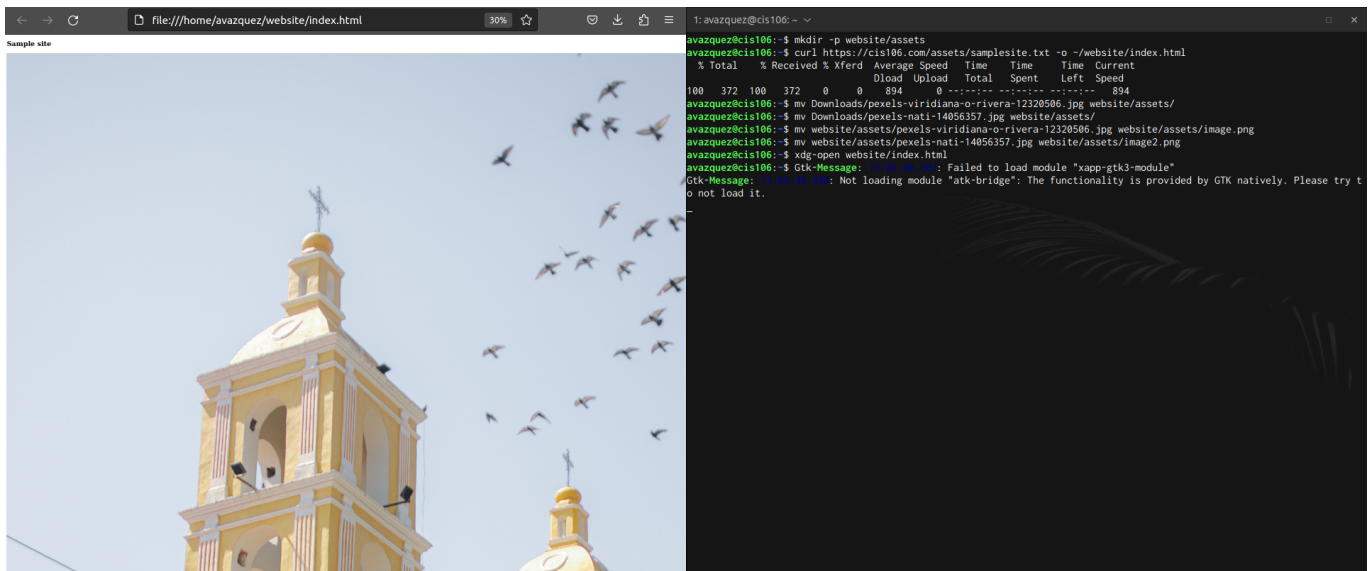 file:///home/avazquez/website/index.html
30%
Sample site
1: avazquez@cis106: ~
avazquez@cis106:~$ mkdir -p website/assets
avazquez@cis106:~$ curl https://cis106.com/assets/samplesite.txt -o ~/website/index.html
% Total % Received % Xferd Average Speed Time Time Time Current
Dload Upload Total Spent Left Speed
100 372 100 372 0 0 894 0 --:--:-- --:--:-- --:--:-- 894
avazquez@cis106:~$ mv Downloads/pexels-viridiana-o-rivera-12320506.jpg website/assets/
avazquez@cis106:~$ mv Downloads/pexels-nati-14056357.jpg website/assets/
avazquez@cis106:~$ mv website/assets/pexels-viridiana-o-rivera-12320506.jpg website/assets/image.png
avazquez@cis106:~$ mv website/assets/pexels-nati-14056357.jpg website/assets/image2.png
avazquez@cis106:~$ xdg-open website/index.html
avazquez@cis106:~$ Gtk-Message: : Failed to load module "xapp-gtk3-module"
Gtk-Message: : Not loading module "atk-bridge": The functionality is provided by GTK natively. Please try t
o not load it.